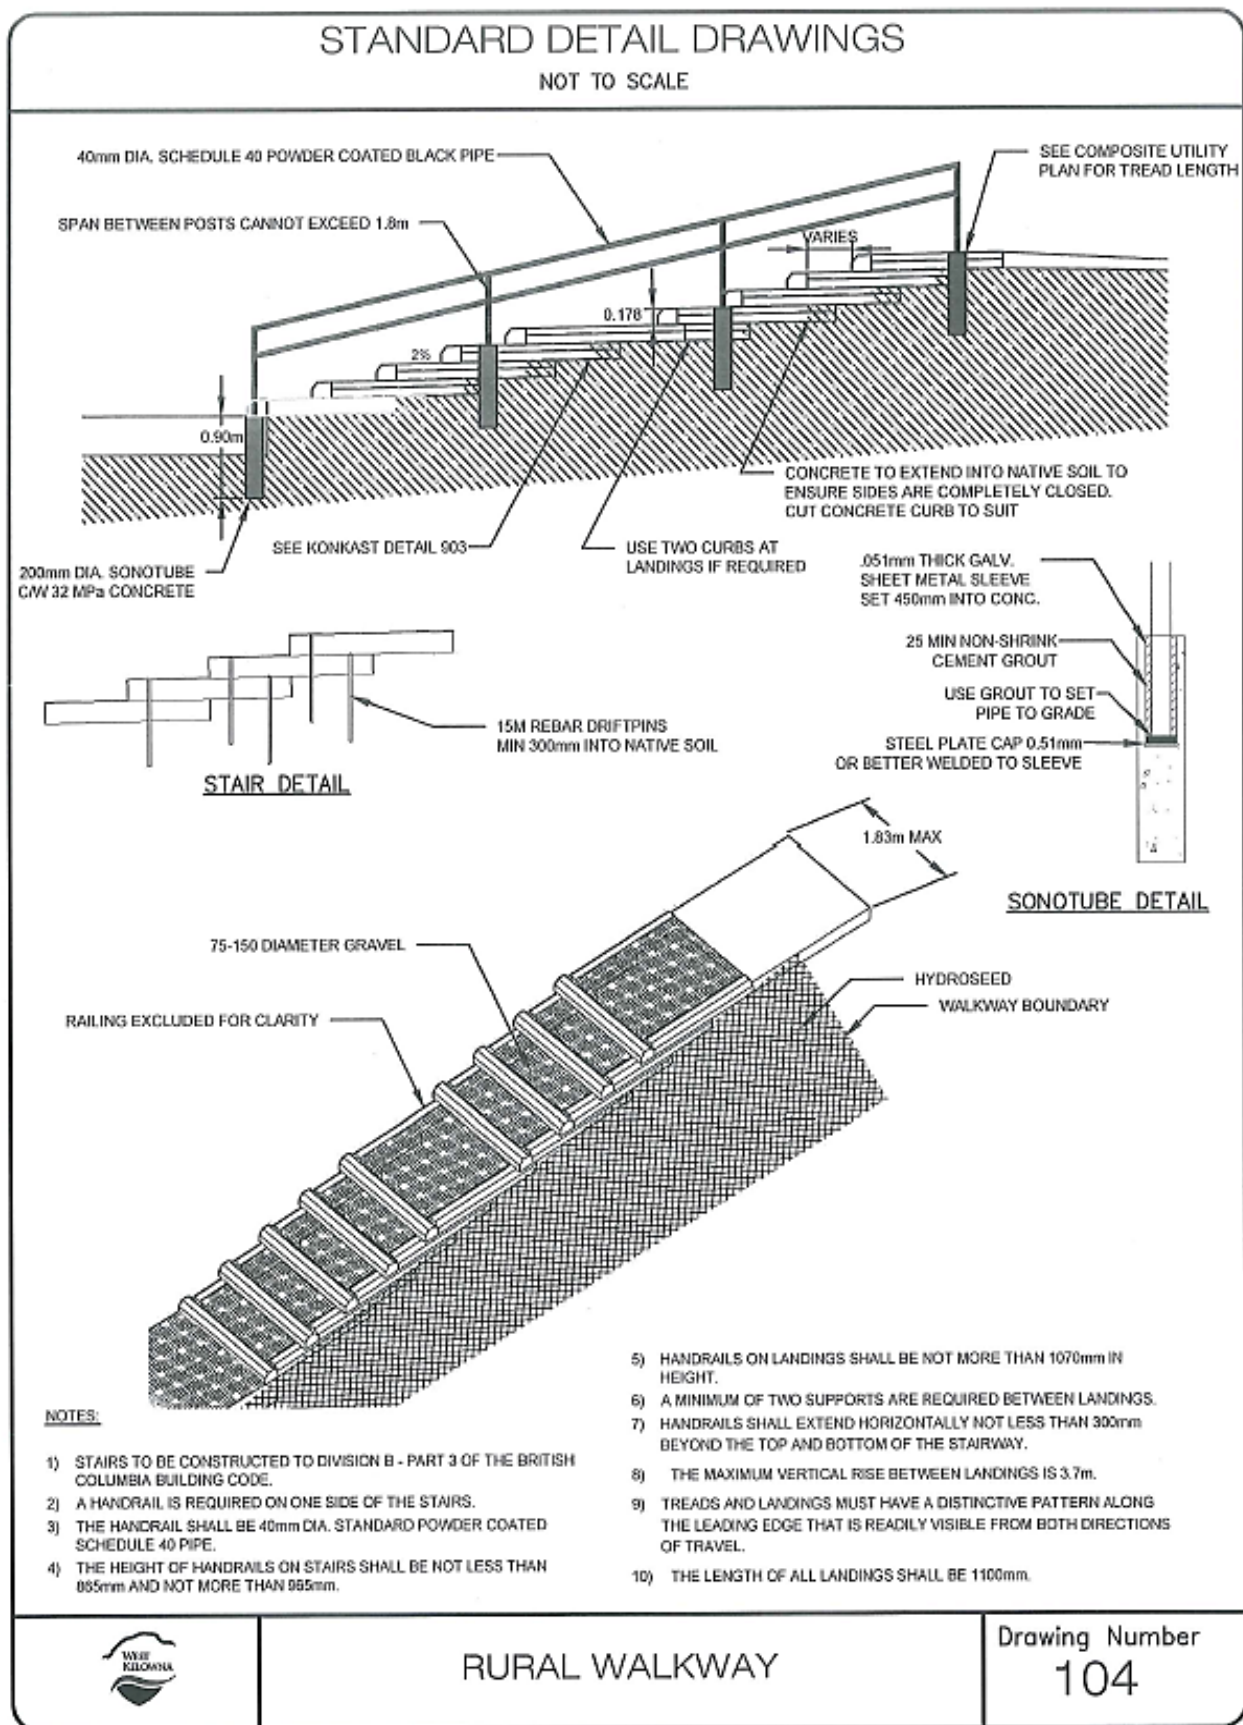 STANDARD DETAIL DRAWINGS
NOT TO SCALE
40mm DIA. SCHEDULE 40 POWDER COATED BLACK PIPE
SEE COMPOSITE UTILITY
PLAN FOR TREAD LENGTH
SPAN BETWEEN POSTS CANNOT EXCEED 1.8m
VARIES
0.178
2%
0.90m
CONCRETE TO EXTEND INTO NATIVE SOIL TO
ENSURE SIDES ARE COMPLETELY CLOSED.
CUT CONCRETE CURB TO SUIT
SEE KONKAST DETAIL 903
USE TWO CURBS AT
LANDINGS IF REQUIRED
200mm DIA. SONOTUBE
C/W 32 MPa CONCRETE
.051mm THICK GALV.
SHEET METAL SLEEVE
SET 450mm INTO CONC.
25 MIN NON-SHRINK
CEMENT GROUT
USE GROUT TO SET
PIPE TO GRADE
STEEL PLATE CAP 0.51mm
OR BETTER WELDED TO SLEEVE
15M REBAR DRIFTPINS
MIN 300mm INTO NATIVE SOIL
STAIR DETAIL
SONOTUBE DETAIL
1.83m MAX
75-150 DIAMETER GRAVEL
HYDROSEED
WALKWAY BOUNDARY
RAILING EXCLUDED FOR CLARITY
NOTES:
1) STAIRS TO BE CONSTRUCTED TO DIVISION B - PART 3 OF THE BRITISH
COLUMBIA BUILDING CODE.
2) A HANDRAIL IS REQUIRED ON ONE SIDE OF THE STAIRS.
3) THE HANDRAIL SHALL BE 40mm DIA. STANDARD POWDER COATED
SCHEDULE 40 PIPE.
4) THE HEIGHT OF HANDRAILS ON STAIRS SHALL BE NOT LESS THAN
865mm AND NOT MORE THAN 965mm.
5) HANDRAILS ON LANDINGS SHALL BE NOT MORE THAN 1070mm IN
HEIGHT.
6) A MINIMUM OF TWO SUPPORTS ARE REQUIRED BETWEEN LANDINGS.
7) HANDRAILS SHALL EXTEND HORIZONTALLY NOT LESS THAN 300mm
BEYOND THE TOP AND BOTTOM OF THE STAIRWAY.
8) THE MAXIMUM VERTICAL RISE BETWEEN LANDINGS IS 3.7m.
9) TREADS AND LANDINGS MUST HAVE A DISTINCTIVE PATTERN ALONG
THE LEADING EDGE THAT IS READILY VISIBLE FROM BOTH DIRECTIONS
OF TRAVEL.
10) THE LENGTH OF ALL LANDINGS SHALL BE 1100mm.
WEST
KELOWNA
RURAL WALKWAY
Drawing Number
104